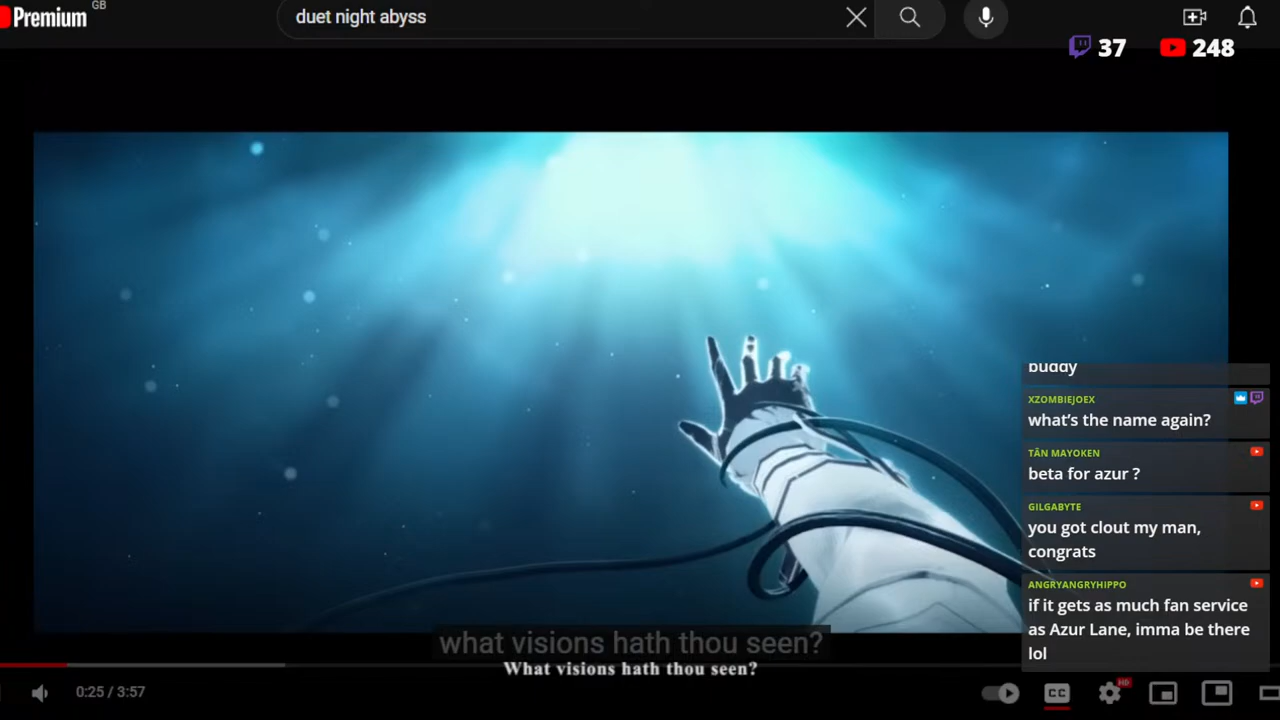 Premium GB
duet night abyss
37 248
buddy
XZOMBIEJOEX
what's the name again?
TÂN MAYOKEN
beta for azur ?
GILGABYTE
you got clout my man,
congrats
ANGRYANGRYHIPPO
if it gets as much fan service
as Azur Lane, imma be there
lol
what visions hath thou seen?
What visions hath thou seen?
0:25 / 3:57
CC
HD